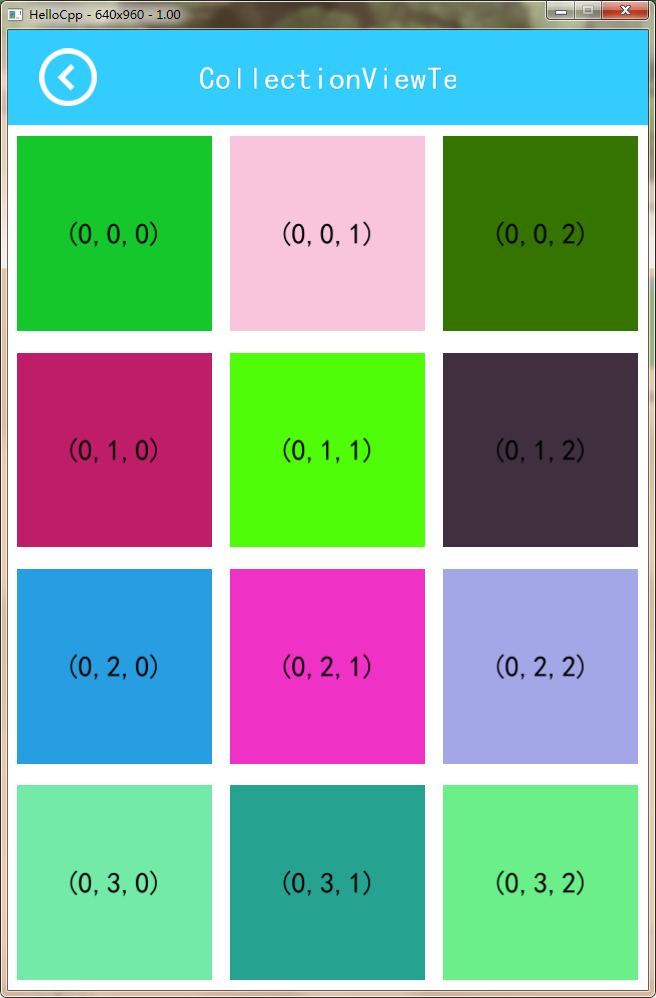 HelloCpp - 640x960 - 1.00
CollectionViewTe
(0,0,0) (0,0,1) (0,0,2)
(0,1,0) (0,1,1) (0,1,2)
(0,2,0) (0,2,1) (0,2,2)
(0,3,0) (0,3,1) (0,3,2)